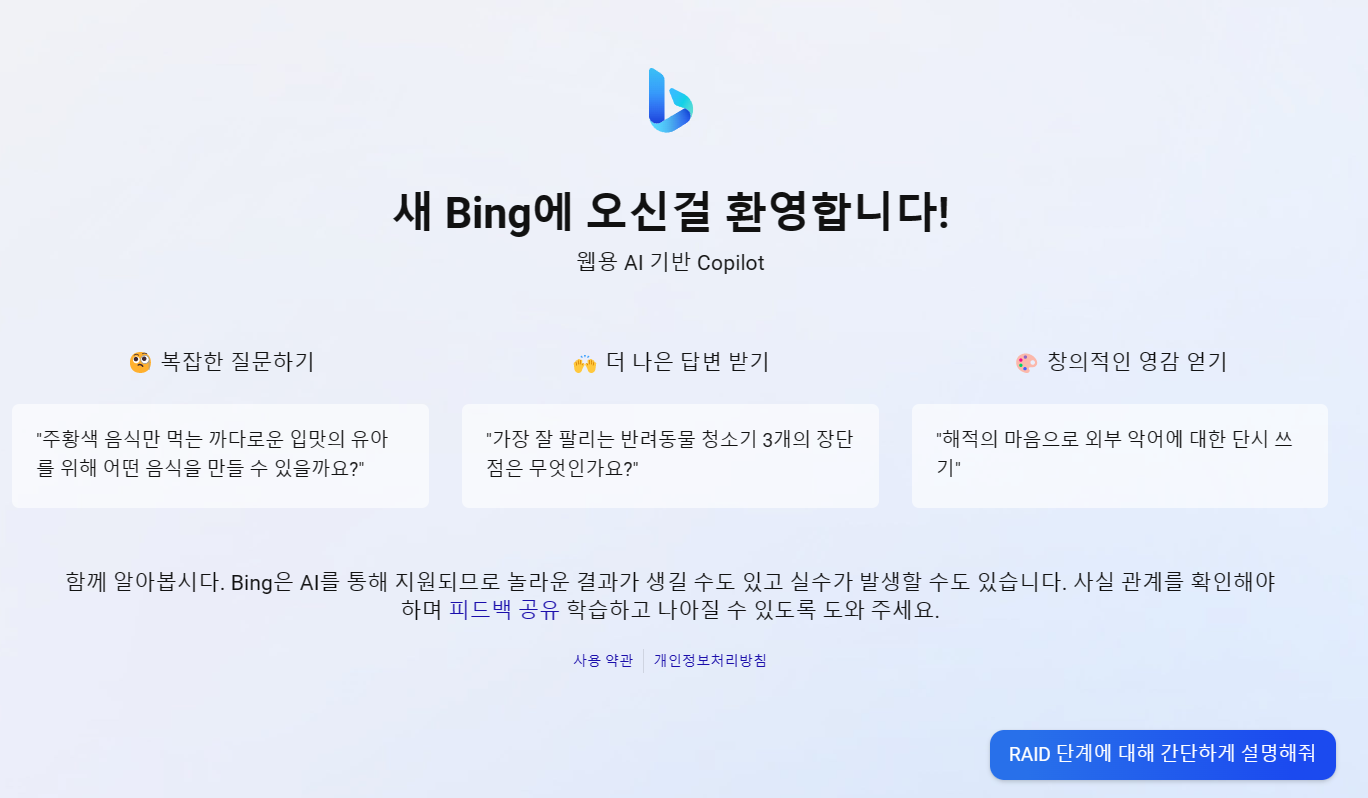 새 Bing에 오신걸 환영합니다!
웹용 AI 기반 Copilot
복잡한 질문하기
"주황색 음식만 먹는 까다로운 입맛의 유아
를 위해 어떤 음식을 만들 수 있을까요?"
더 나은 답변 받기
"가장 잘 팔리는 반려동물 청소기 3개의 장단
점은 무엇인가요?"
창의적인 영감 얻기
"해적의 마음으로 외부 악어에 대한 단시 쓰
기"
함께 알아봅시다. Bing은 AI를 통해 지원되므로 놀라운 결과가 생길 수도 있고 실수가 발생할 수도 있습니다. 사실 관계를 확인해야
하며 피드백 공유 학습하고 나아질 수 있도록 도와 주세요.
사용 약관 개인정보처리방침
RAID 단계에 대해 간단하게 설명해줘